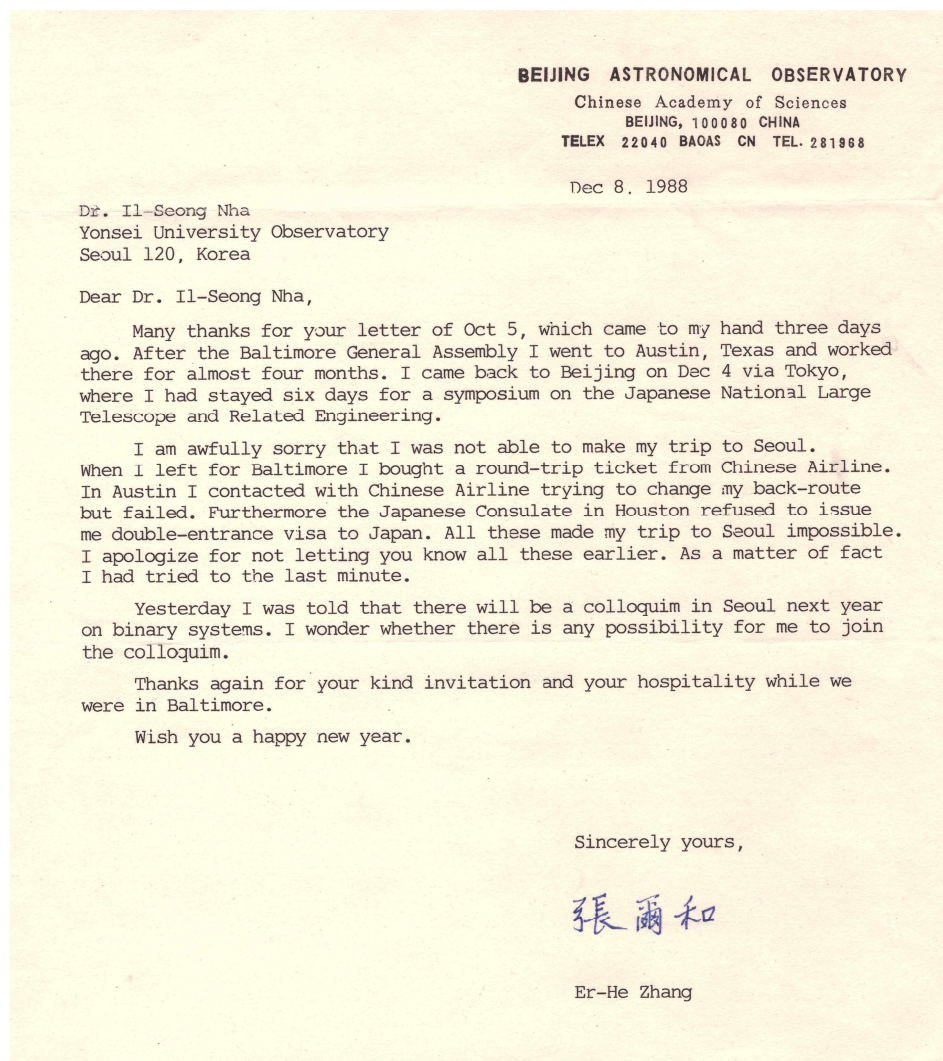 BEIJING ASTRONOMICAL OBSERVATORY
Chinese Academy of Sciences
BEIJING, 100080 CHINA
TELEX 22040 BAOAS CN TEL. 281968
Dec 8. 1988
Dr. Il-Seong Nha
Yonsei University Observatory
Seoul 120, Korea
Dear Dr. Il-Seong Nha,
Many thanks for your letter of Oct 5, which came to my hand three days
ago. After the Baltimore General Assembly I went to Austin, Texas and worked
there for almost four months. I came back to Beijing on Dec 4 via Tokyo,
where I had stayed six days for a symposium on the Japanese National Large
Telescope and Related Engineering.
I am awfully sorry that I was not able to make my trip to Seoul.
When I left for Baltimore I bought a round-trip ticket from Chinese Airline.
In Austin I contacted with Chinese Airline trying to change my back-route
but failed. Furthermore the Japanese Consulate in Houston refused to issue
me double-entrance visa to Japan. All these made my trip to Seoul impossible.
I apologize for not letting you know all these earlier. As a matter of fact
I had tried to the last minute.
Yesterday I was told that there will be a colloquim in Seoul next year
on binary systems. I wonder whether there is any possibility for me to join
the colloquim.
Thanks again for your kind invitation and your hospitality while we
were in Baltimore.
Wish you a happy new year.
Sincerely yours,
張爾和
Er-He Zhang